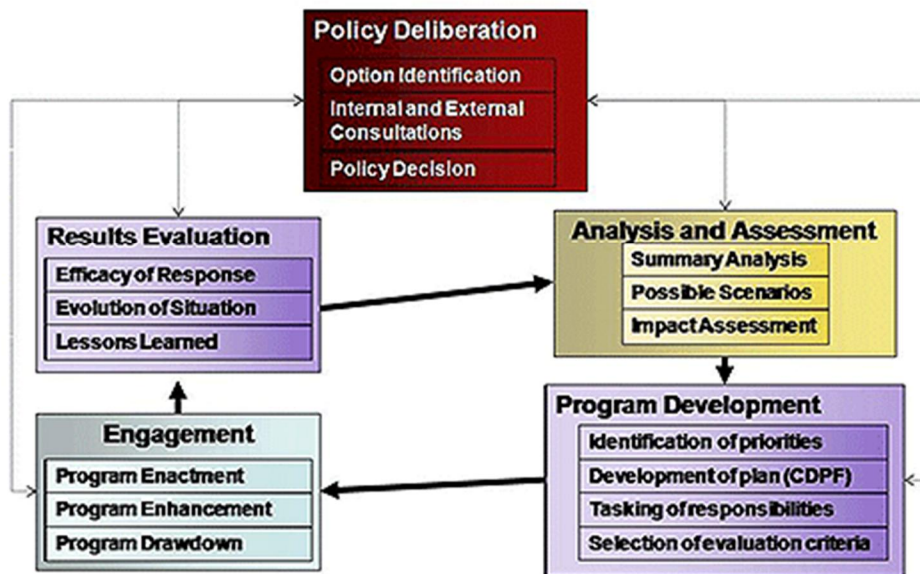 Policy Deliberation
Option Identification
Internal and External
Consultations
Policy Decision
Results Evaluation
Efficacy of Response
Evolution of Situation
Lessons Learned
Analysis and Assessment
Summary Analysis
Possible Scenarios
Impact Assessment
Engagement
Program Enactment
Program Enhancement
Program Drawdown
Program Development
Identification of priorities
Development of plan (CDPF)
Tasking of responsibilities
Selection of evaluation criteria